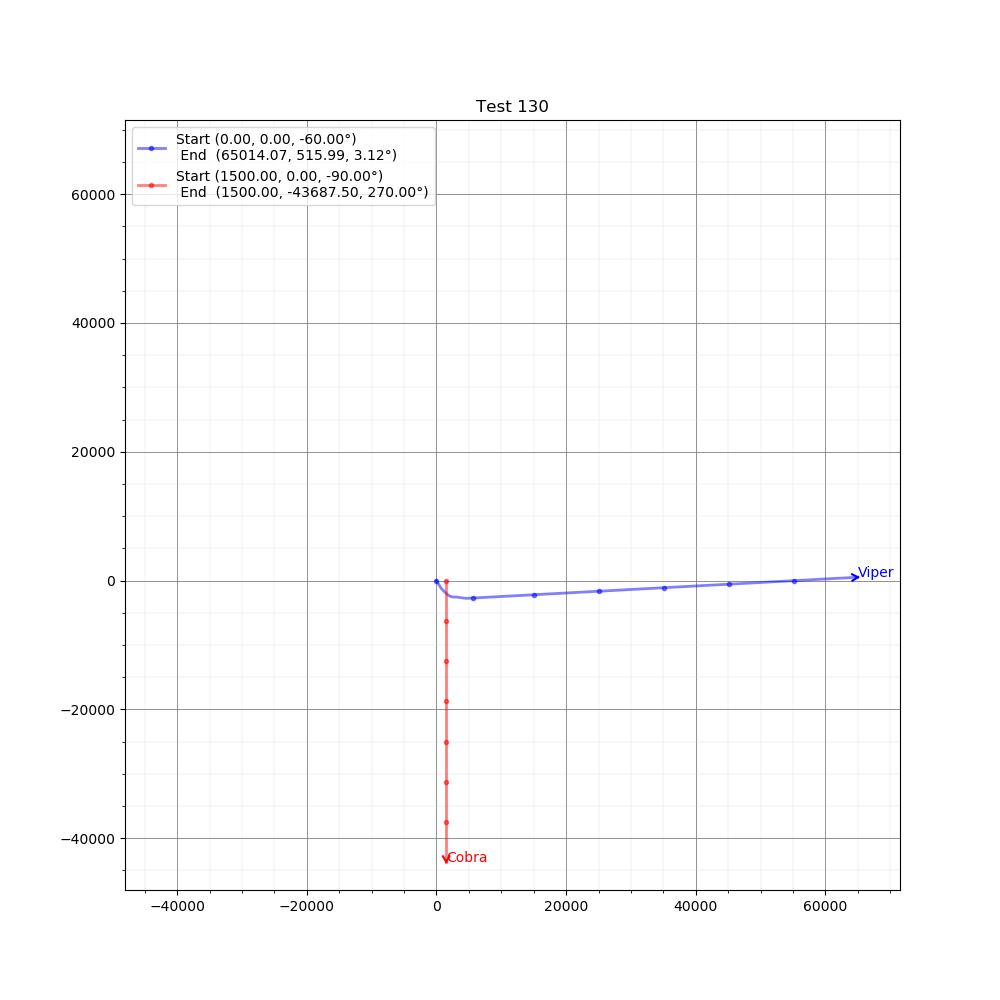 Test 130
Start (0.00, 0.00, -60.00°)
End  (65014.07, 515.99, 3.12°)
Start (1500.00, 0.00, -90.00°)
End  (1500.00, -43687.50, 270.00°)
60000
40000
20000
0
−20000
−40000
Viper
Cobra
−40000 −20000 0 20000 40000 60000